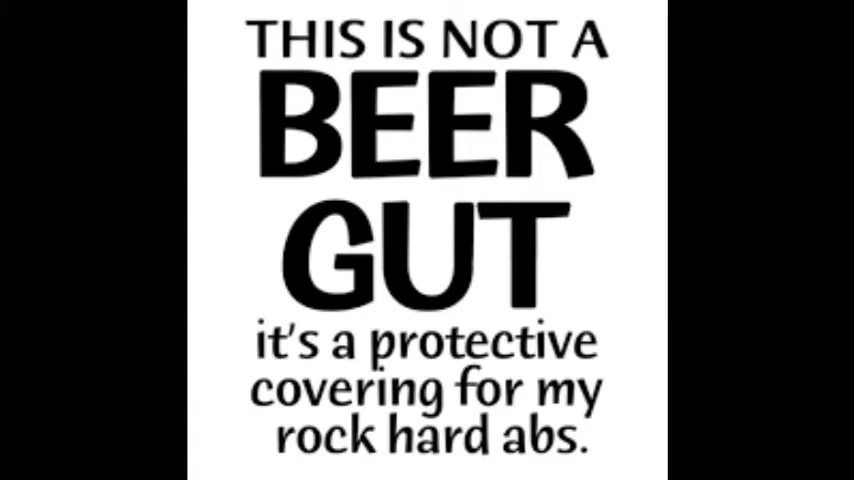 THIS IS NOT A
BEER
GUT
it's a protective
covering for my
rock hard abs.